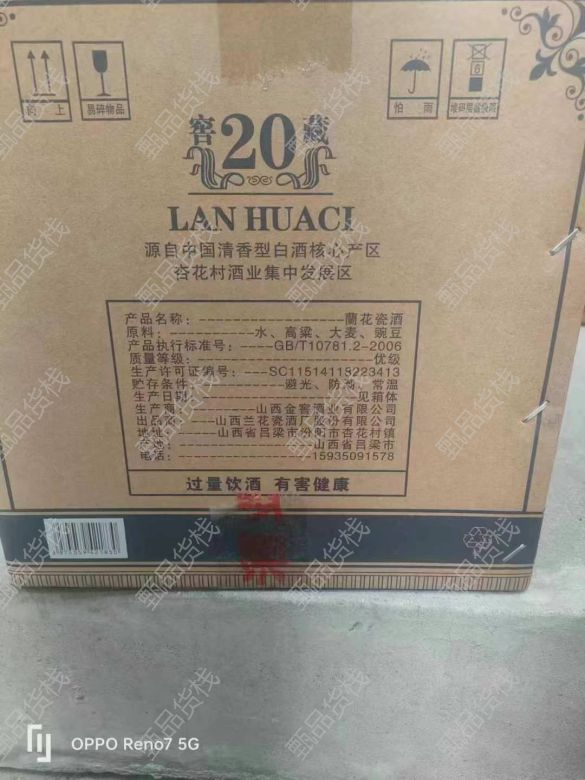 向上
易碎物品
怕雨
窖20藏
LAN HUACI
源自中国清香型白酒核心产区
杏花村酒业集中发展区
产品名称:蘭花瓷酒
原料:水、高粱、大麦、豌豆
产品执行标准号:GB/T10781.2-2006
质量等级:优级
生产许可证编号:SC11514118223413
贮存条件:避光、防潮、常温
生产日期:见箱体
生产商:山西金窖酒业有限公司
出品商:山西兰花瓷酒厂股份有限公司
地址:山西省吕梁市汾阳市杏花村镇
产地:山西省吕梁市
电话:15935091578
过量饮酒 有害健康
OPPO Reno7 5G
甄品货栈